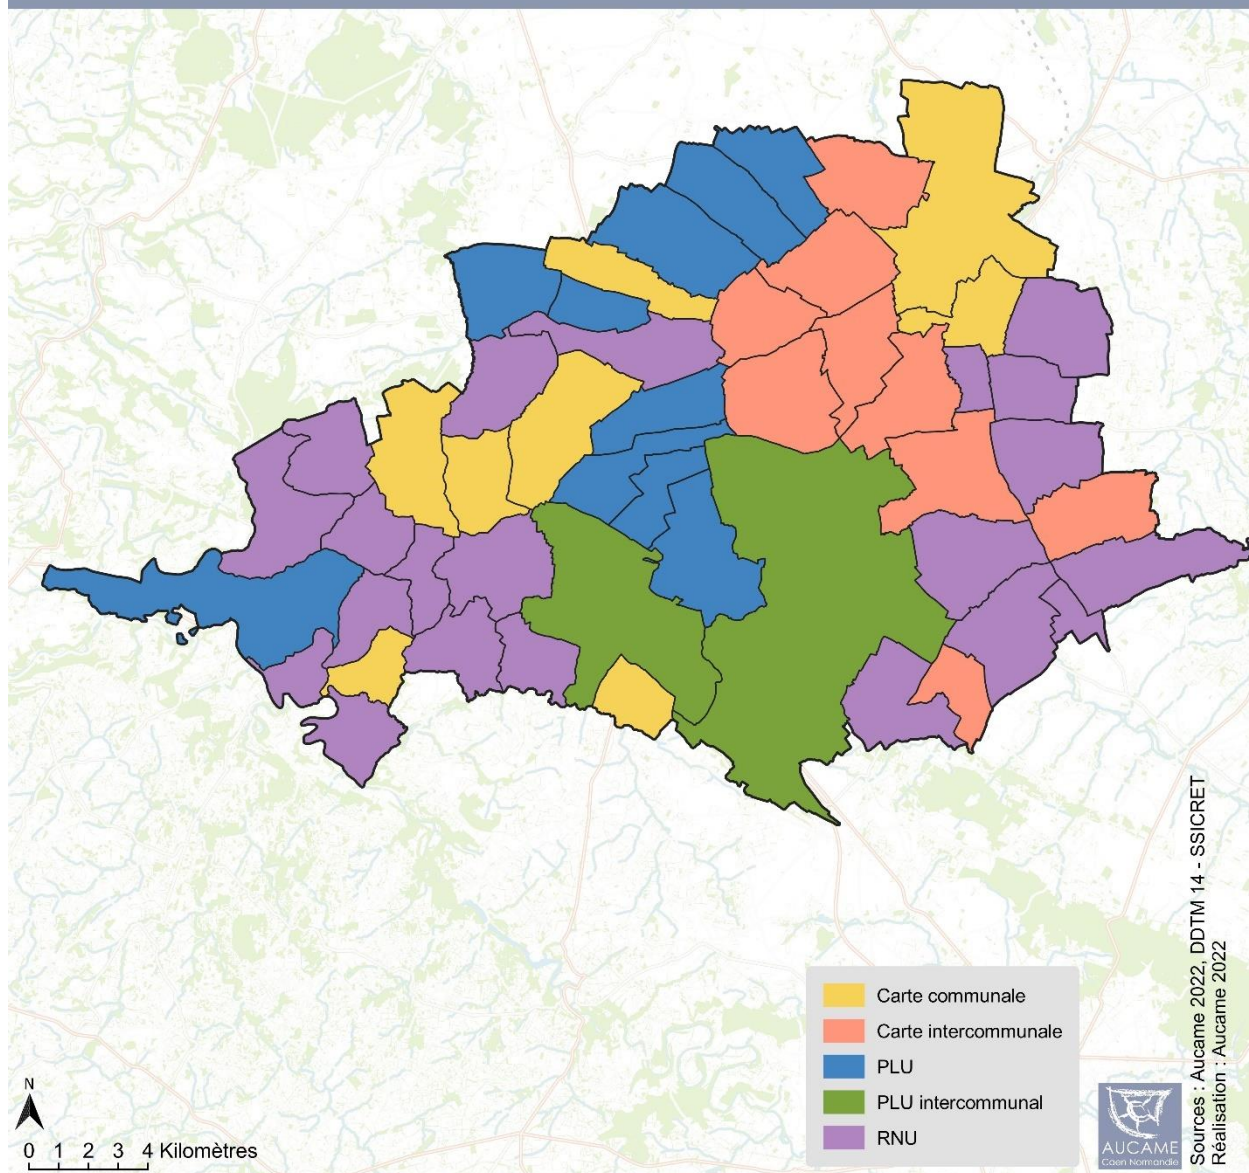 Carte communale
Carte intercommunale
PLU
PLU intercommunal
RNU
N
0 1 2 3 4 Kilomètres
AUCAME
Caen Normandie
Sources : Aucame 2022, DDTM 14 - SSICRET
Réalisation : Aucame 2022